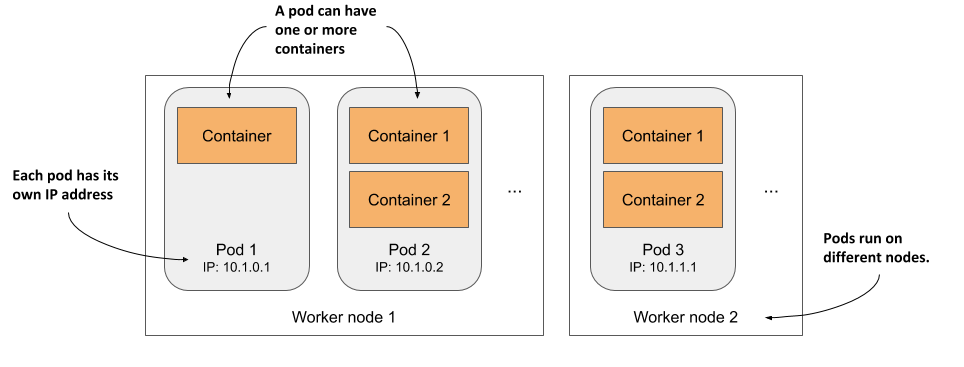 A pod can have
one or more
containers
Container
Container 1
Container 2
...
Container 1
Container 2
...
Each pod has its
own IP address
Pod 1
IP: 10.1.0.1
Pod 2
IP: 10.1.0.2
Pod 3
IP: 10.1.1.1
Pods run on
different nodes.
Worker node 1
Worker node 2